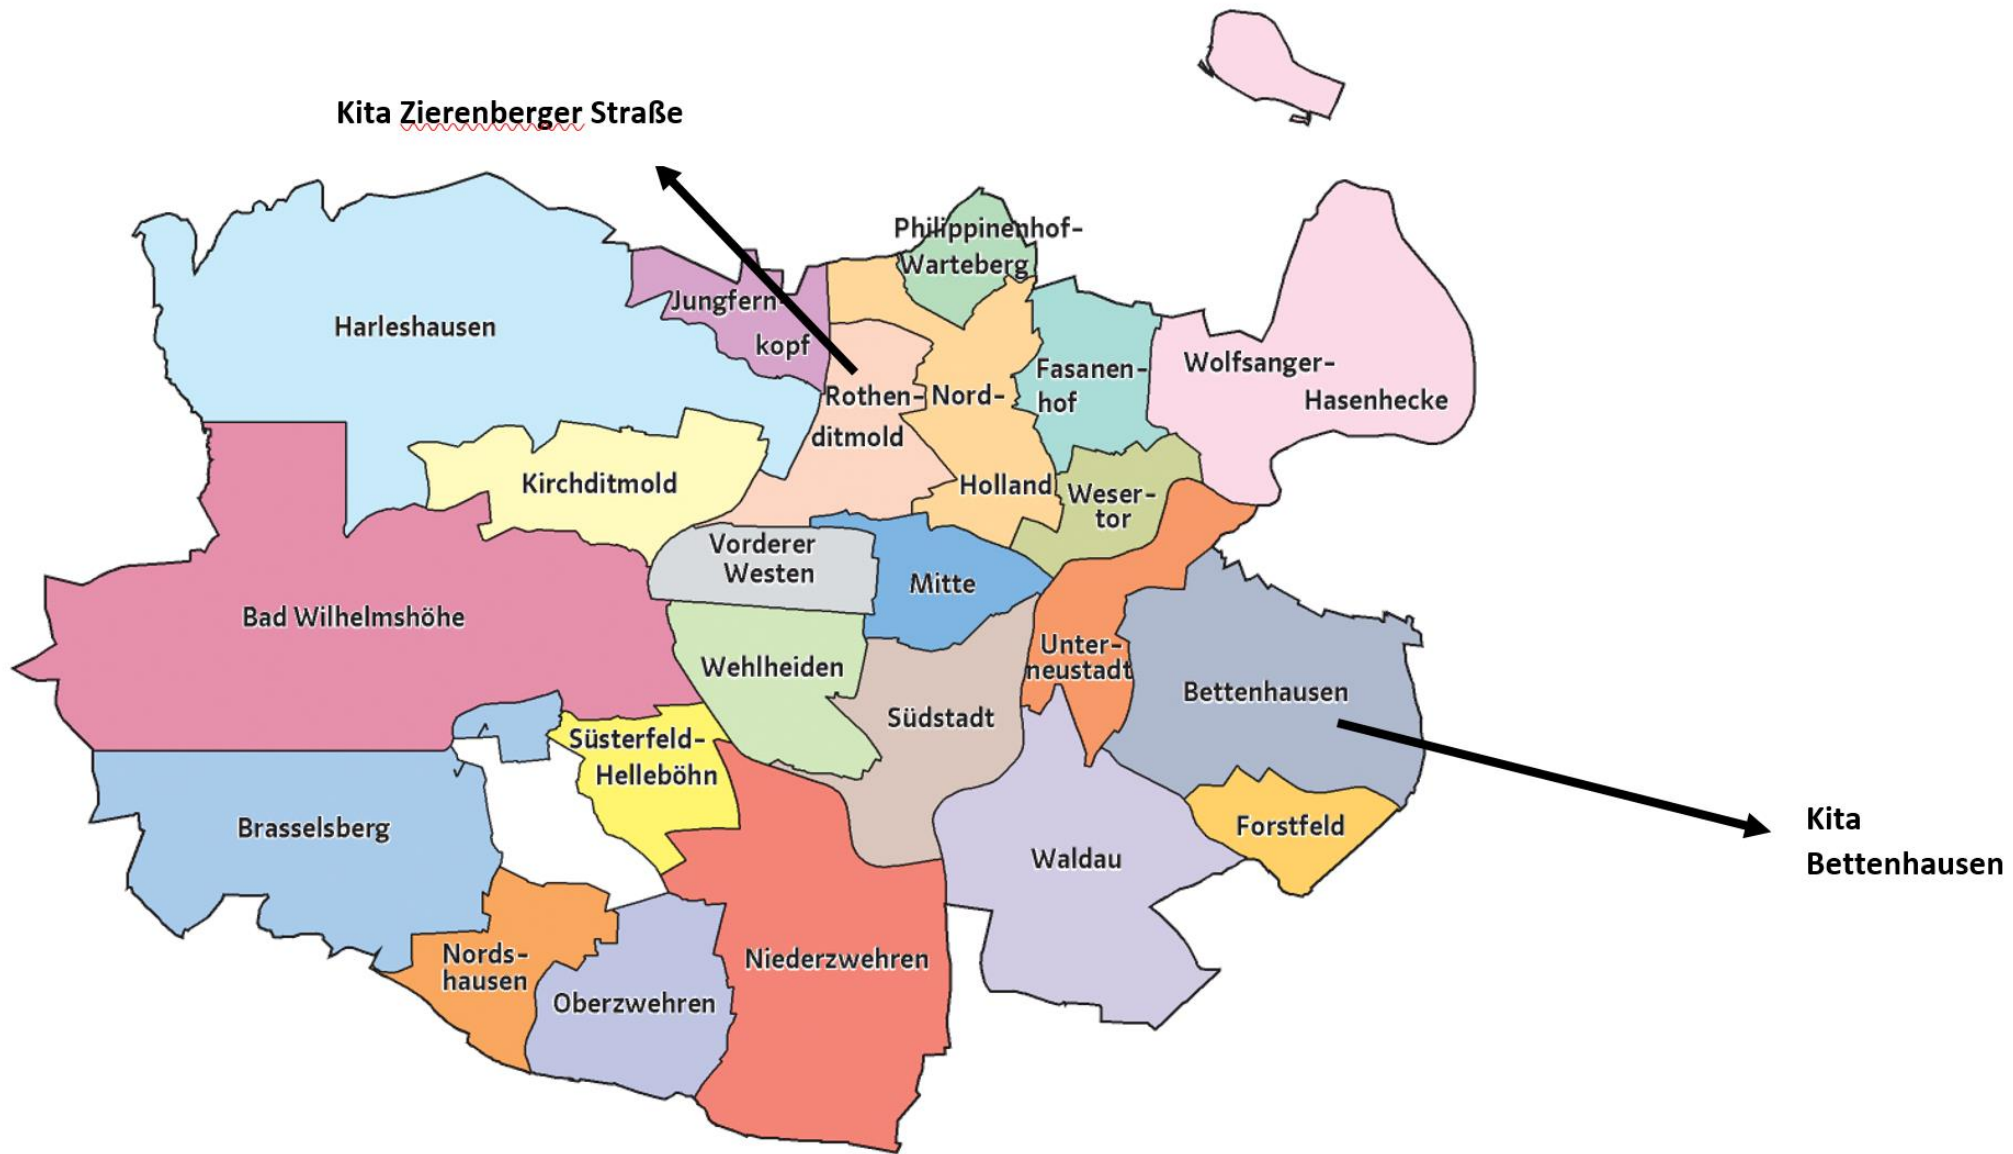 Kita Zierenberger Straße
Philippinenhof-
Warteberg
Jungfern-
kopf
Harleshausen
Fasanen-
hof
Wolfsanger-
Hasenhecke
Rothen-
ditmold
Nord-
Holland
Kirchditmold
Weser-
tor
Vorderer
Westen
Mitte
Bad Wilhelmshöhe
Wehlheiden
Unter-
neustadt
Bettenhausen
Südstadt
Süsterfeld-
Helleböhn
Brasselsberg
Forstfeld
Kita
Bettenhausen
Waldau
Nords-
hausen
Niederzwehren
Oberzwehren